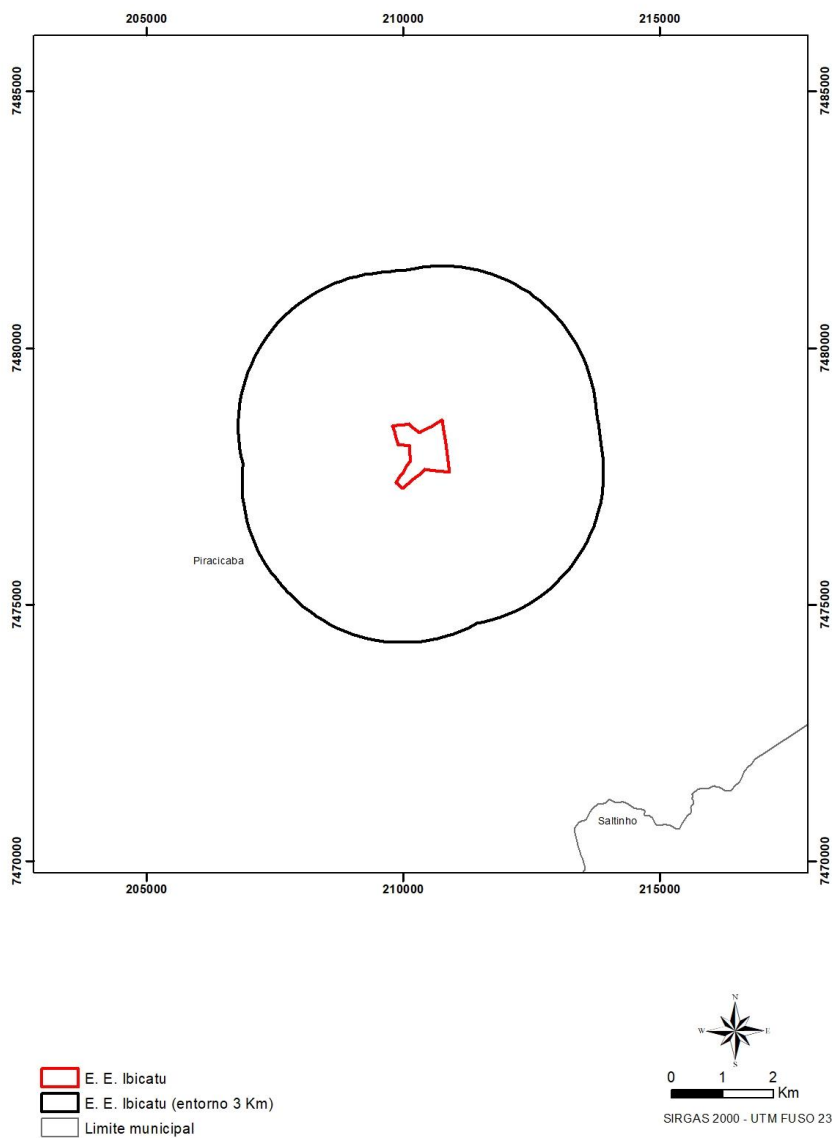 205000 210000 215000
7485000 7485000
7480000 7480000
Piracicaba
7475000 7475000
Saltinho
7470000 7470000
205000 210000 215000
N
W E
S
E. E. Ibicatu
E. E. Ibicatu (entorno 3 Km)
Limite municipal
0 1 2
Km
SIRGAS 2000 - UTM FUSO 23